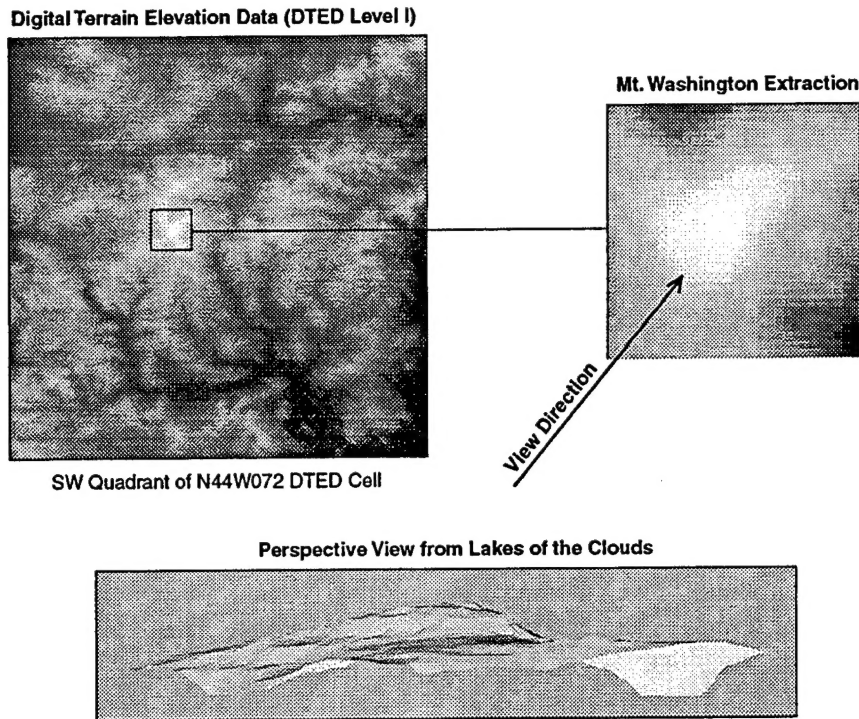 Digital Terrain Elevation Data (DTED Level I)
Mt. Washington Extraction
View Direction
SW Quadrant of N44W072 DTED Cell
Perspective View from Lakes of the Clouds